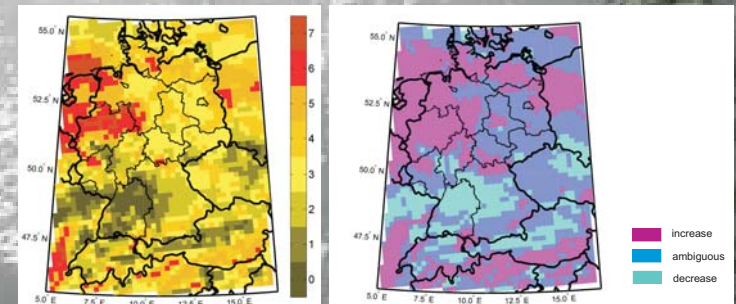 55.0° N
52.5° N
50.0° N
47.5° N
5.0 E 7.5 E 10.0 E 12.5 E 15.0 E
7
6
5
4
3
2
1
0
55.0° N
52.5° N
50.0° N
47.5° N
5.0 E 7.5 E 10.0 E 12.5 E 15.0 E
increase
ambiguous
decrease